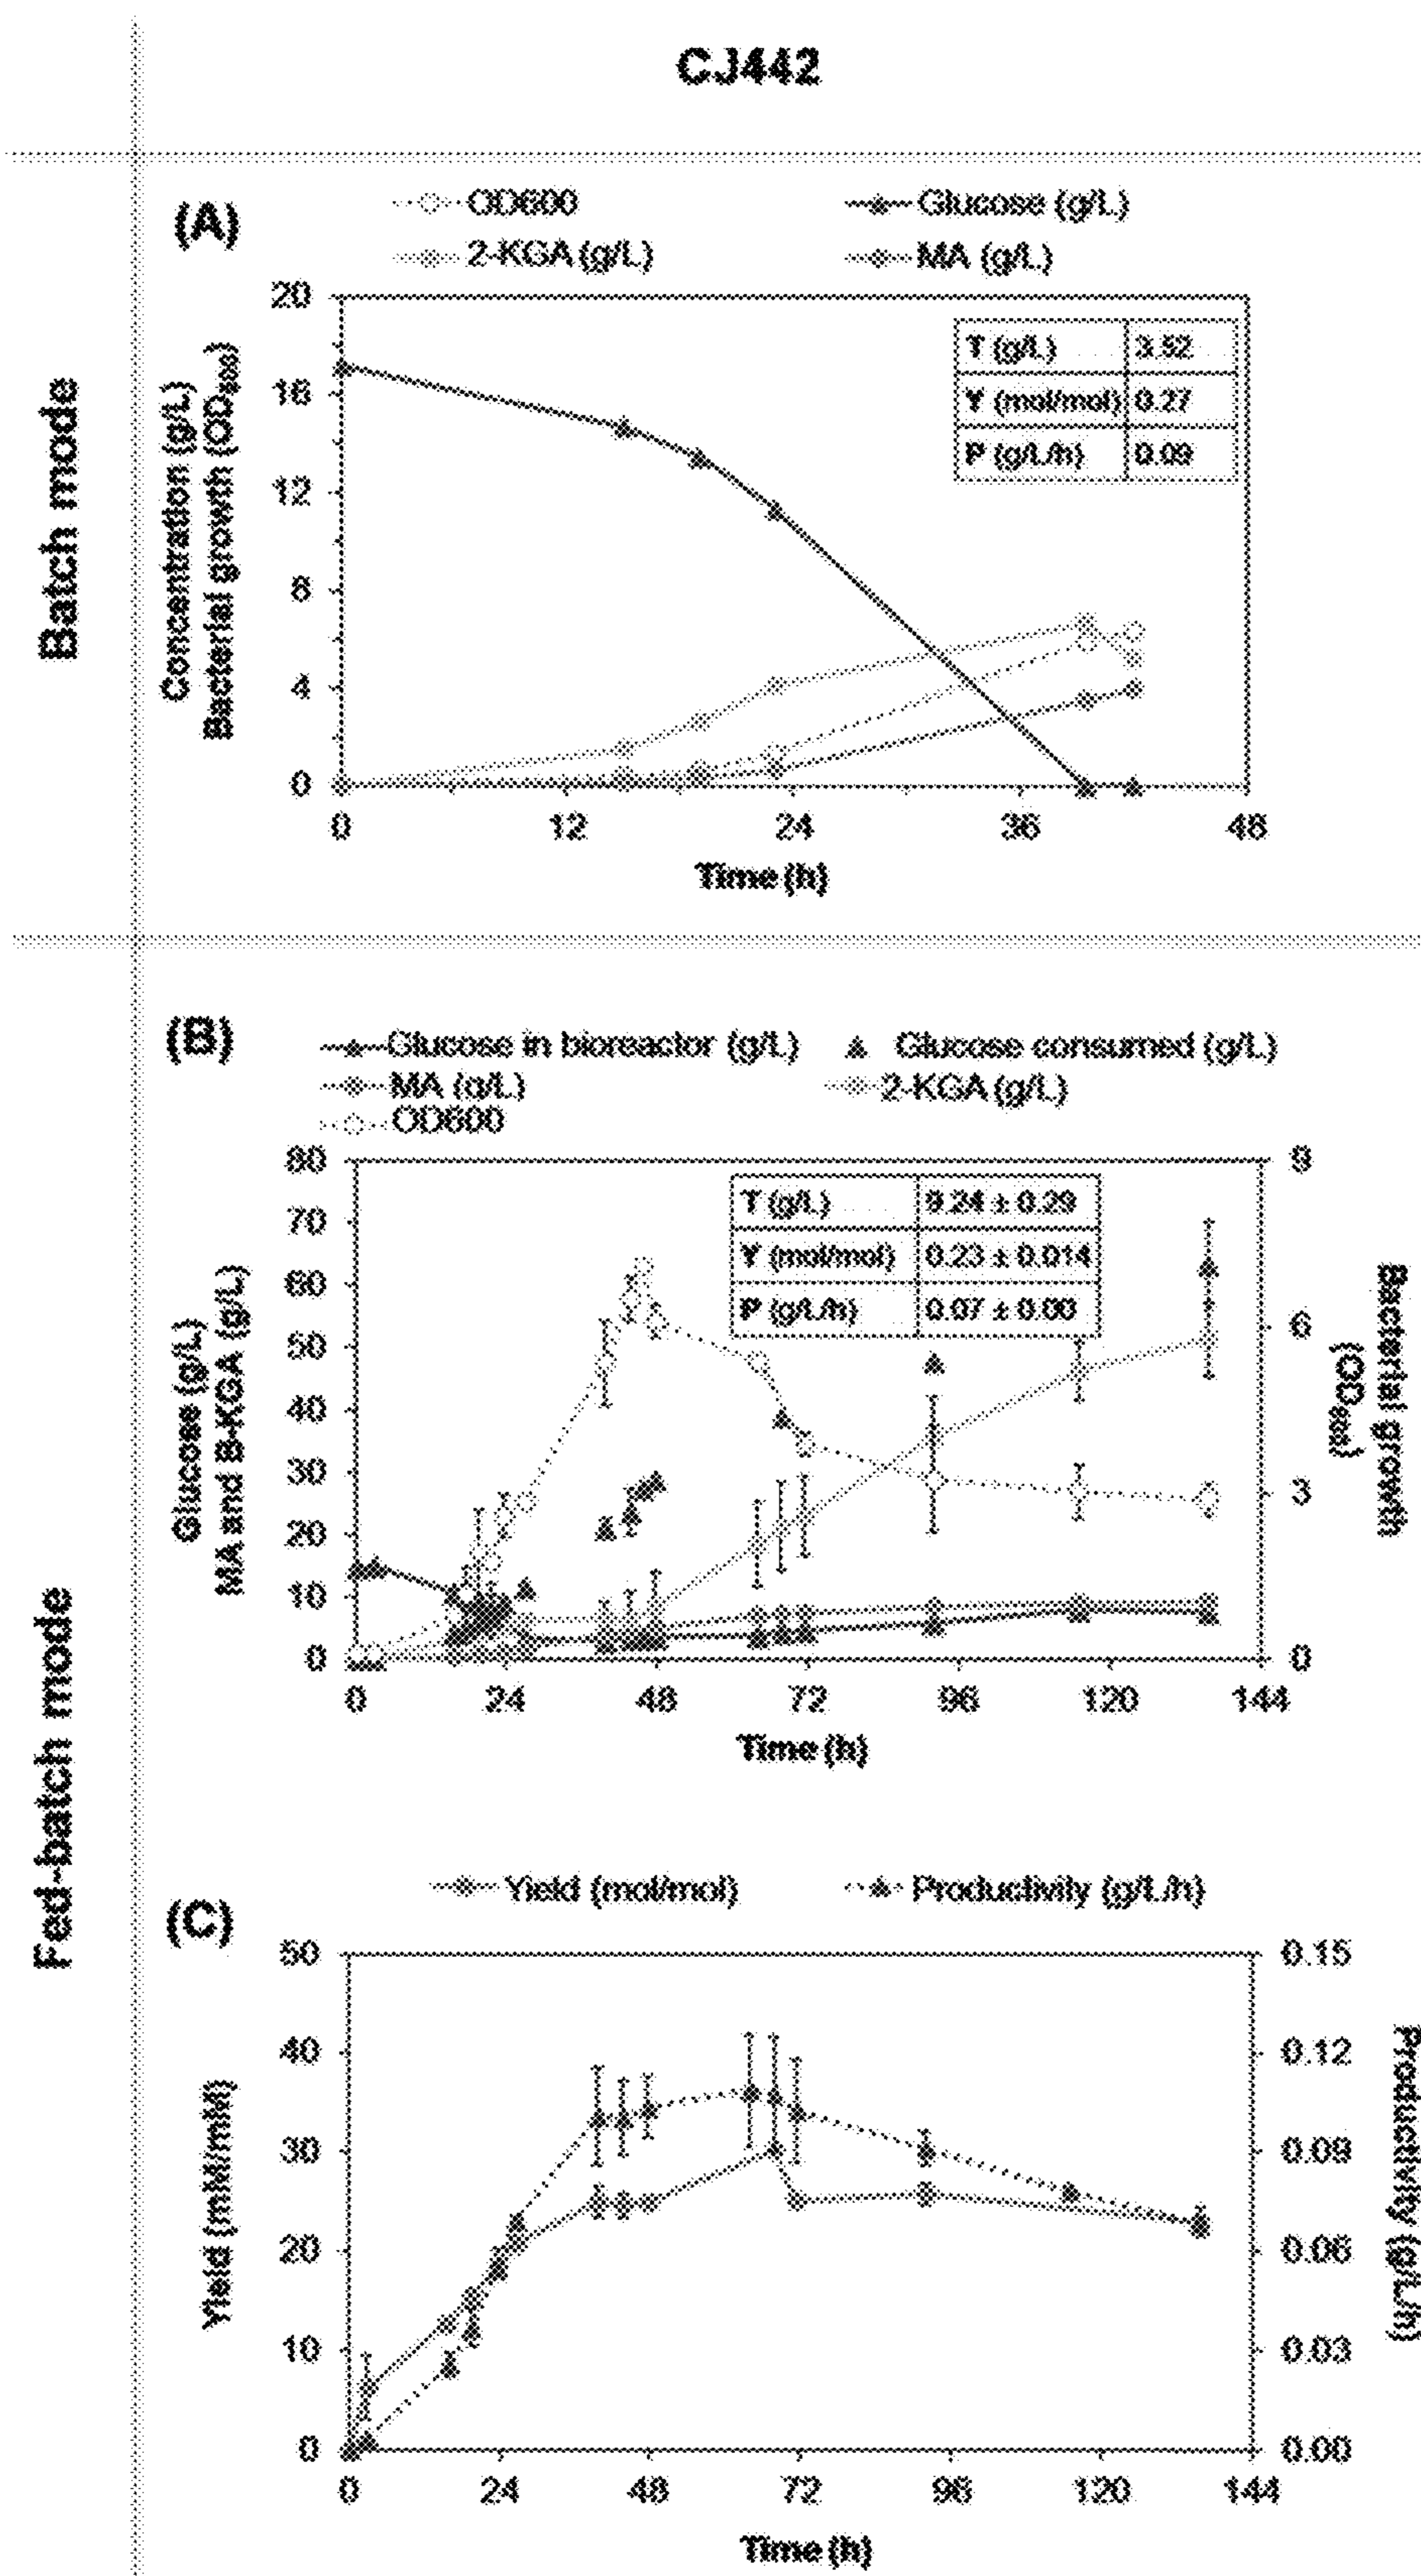 CJ442
Batch mode
(A)
OD600
Glucose (g/L)
2-KGA (g/L)
MA (g/L)
20
16
12
8
4
0
Concentration (g/L)
Bacterial growth (OD600)
T (g/L) 3.52
Y (mol/mol) 0.27
P (g/L/h) 0.09
0 12 24 36 48
Time (h)
Fed-batch mode
(B)
Glucose in bioreactor (g/L)
Glucose consumed (g/L)
MA (g/L)
2-KGA (g/L)
OD600
80
70
60
50
40
30
20
10
0
Glucose (g/L)
MA and B-KGA (g/L)
T (g/L) 9.24 ± 0.29
Y (mol/mol) 0.23 ± 0.014
P (g/L/h) 0.07 ± 0.00
9
6
3
0
Bacterial growth
(OD600)
0 24 48 72 96 120 144
Time (h)
(C)
Yield (mol/mol)
Productivity (g/L/h)
50
40
30
20
10
0
Yield (mM/mM)
0.15
0.12
0.09
0.06
0.03
0.00
Productivity (g/L/h)
0 24 48 72 96 120 144
Time (h)